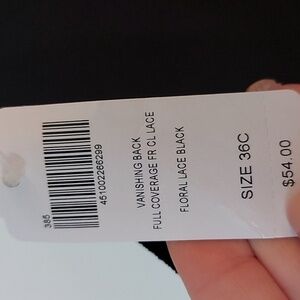 385
451002266299
VANISHING BACK
FULL COVERAGE FR CL LACE
FLORAL LACE BLACK
SIZE 36C
$54.00